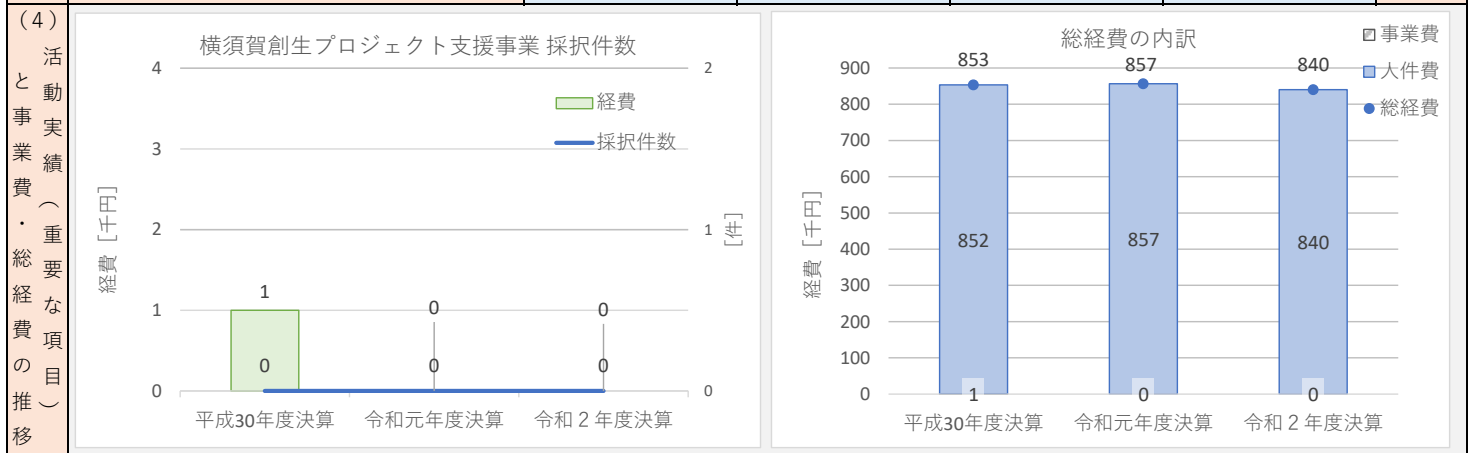 (4)
活動実績(重要な項目)
と事業費・総経費の推移
横須賀創生プロジェクト支援事業 採択件数
経費
採択件数
経費 [千円]
4
3
2
1
0
2
1
0
[件]
1
0
0
0
0
0
平成30年度決算
令和元年度決算
令和２年度決算
総経費の内訳
事業費
人件費
総経費
経費 [千円]
900
800
700
600
500
400
300
200
100
0
853
857
840
852
857
840
1
0
0
平成30年度決算
令和元年度決算
令和２年度決算